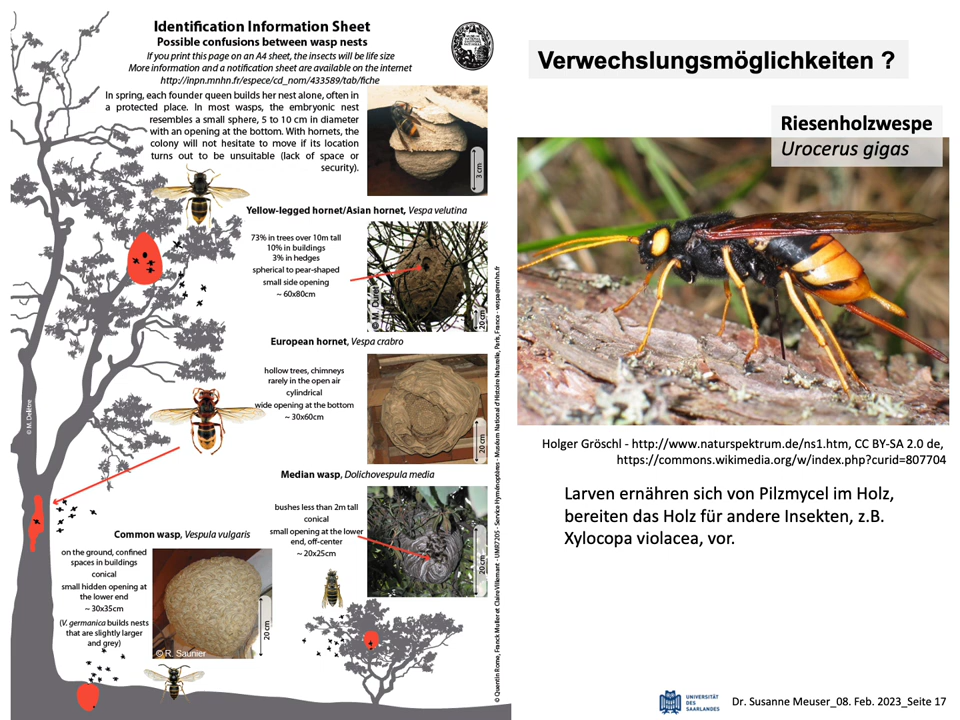 Identification Information Sheet
Possible confusions between wasp nests
If you print this page on an A4 sheet, the insects will be life size
More information and a notification sheet are available on the internet
http://inpn.mnhn.fr/espece/cd_nom/433589/tab/fiche
In spring, each founder queen builds her nest alone, often in
a protected place. In most wasps, the embryonic nest
resembles a small sphere, 5 to 10 cm in diameter
with an opening at the bottom. With hornets, the
colony will not hesitate to move if its location
turns out to be unsuitable (lack of space or
security).
3 cm
Yellow-legged hornet/Asian hornet, Vespa velutina
73% in trees over 10m tall
10% in buildings
3% in hedges
spherical to pear-shaped
small side opening
~ 60x80cm
© M. Duret
20 cm
European hornet, Vespa crabro
hollow trees, chimneys
rarely in the open air
cylindrical
wide opening at the bottom
~ 30x60cm
20 cm
© M. Delêtre
Median wasp, Dolichovespula media
bushes less than 2m tall
conical
small opening at the lower
end, off-center
~ 20x25cm
20 cm
Common wasp, Vespula vulgaris
on the ground, confined
spaces in buildings
conical
small hidden opening at
the lower end
~ 30x35cm
(V. germanica builds nests
that are slightly larger
and grey)
© R. Saunier
20 cm
© Quentin Rome, Franck Muller et Claire Villemant - UMR7205 - Service Hyménoptères - Muséum National d'Histoire Naturelle, Paris, France - vespa@mnhn.fr
Verwechslungsmöglichkeiten ?
Riesenholzwespe
Urocerus gigas
Holger Gröschl - http://www.naturspektrum.de/ns1.htm, CC BY-SA 2.0 de,
https://commons.wikimedia.org/w/index.php?curid=807704
Larven ernähren sich von Pilzmycel im Holz,
bereiten das Holz für andere Insekten, z.B.
Xylocopa violacea, vor.
UNIVERSITÄT
DES
SAARLANDES
Dr. Susanne Meuser_08. Feb. 2023_Seite 17